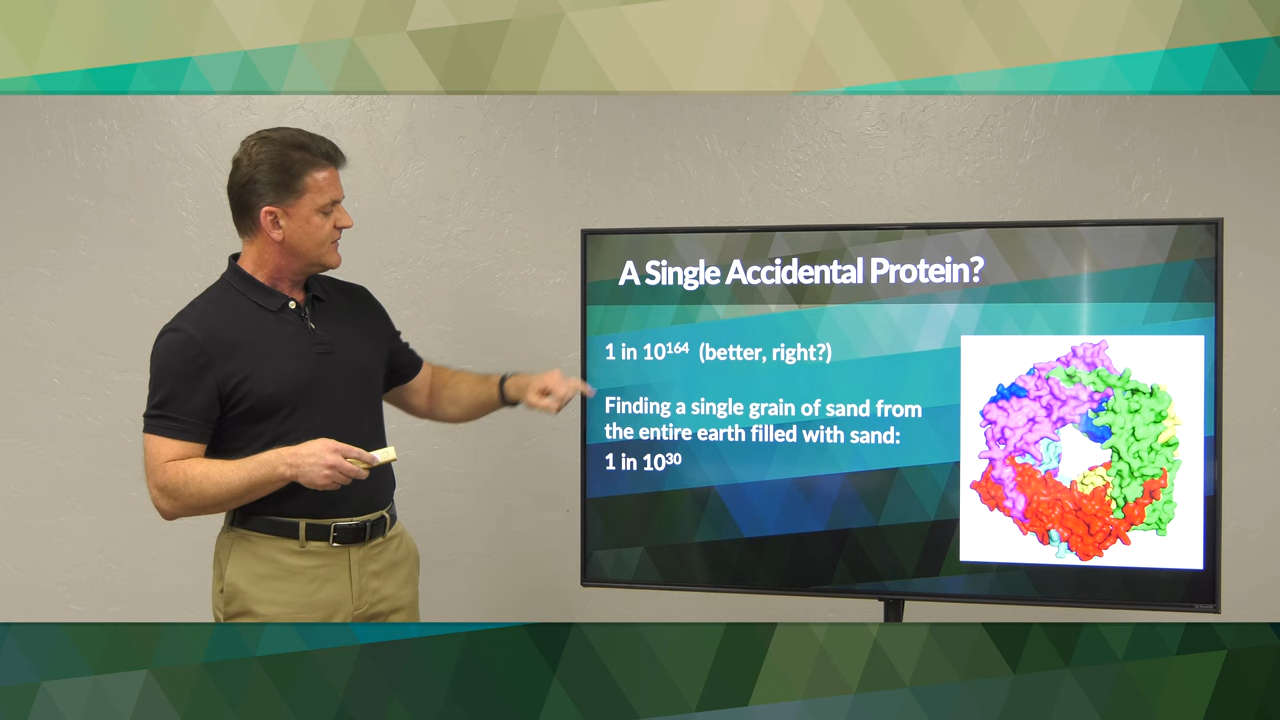 A Single Accidental Protein?
1 in 10¹⁶⁴ (better, right?)
Finding a single grain of sand from
the entire earth filled with sand:
1 in 10³⁰